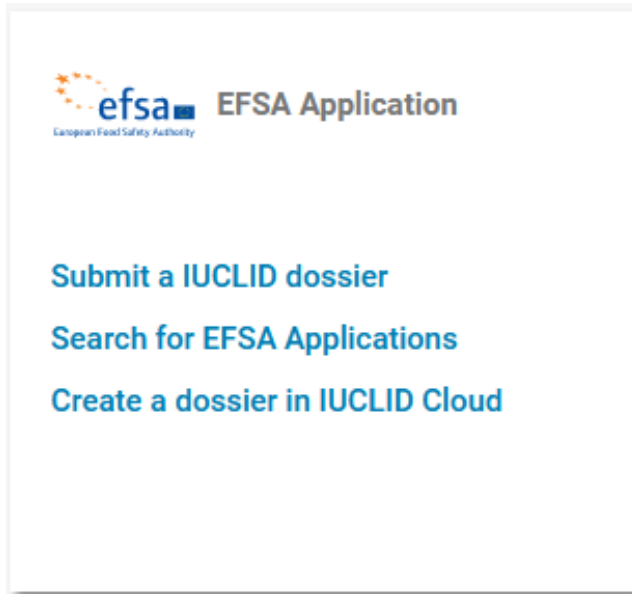 efsa
EFSA Application
European Food Safety Authority
Submit a IUCLID dossier
Search for EFSA Applications
Create a dossier in IUCLID Cloud